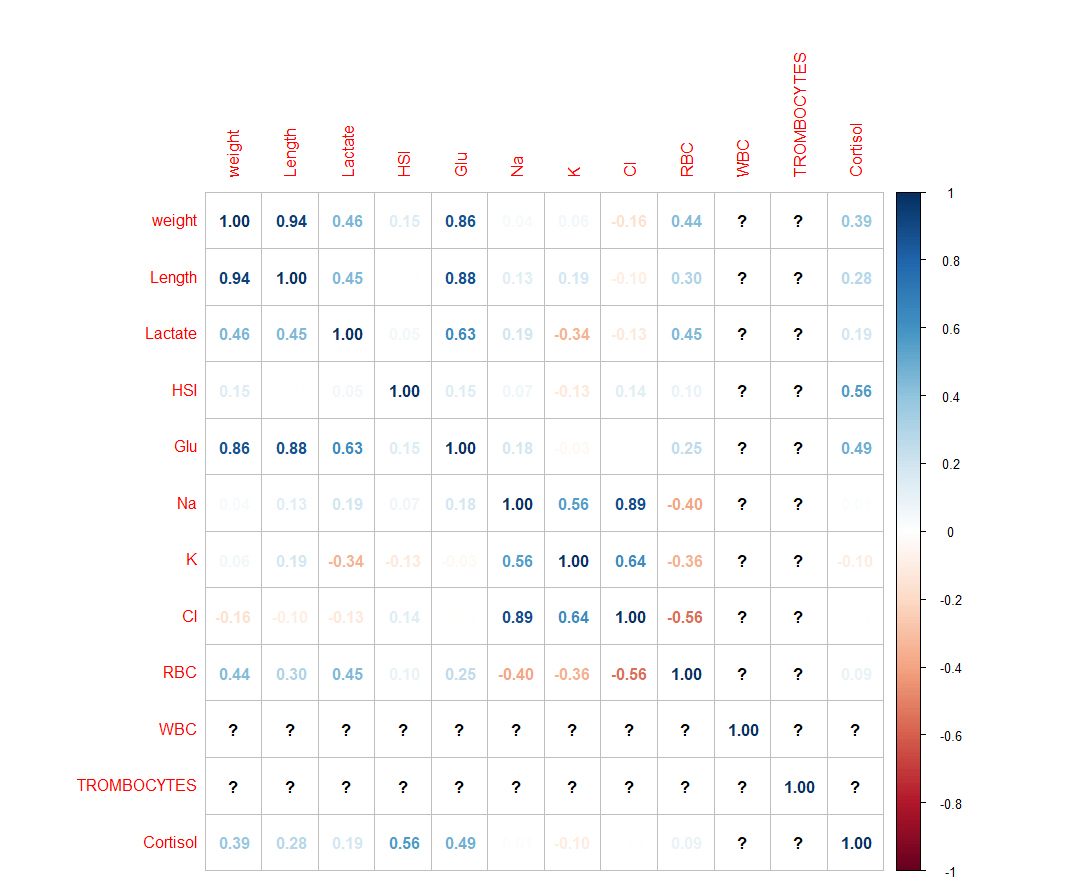 weight Length Lactate HSI Glu Na K Cl RBC WBC TROMBOCYTES Cortisol
weight 1.00 0.94 0.46 0.15 0.86 0.04 0.06 -0.16 0.44 ? ? 0.39
Length 0.94 1.00 0.45 0.88 0.13 0.19 -0.10 0.30 ? ? 0.28
Lactate 0.46 0.45 1.00 0.05 0.63 0.19 -0.34 -0.13 0.45 ? ? 0.19
HSI 0.15 0.05 1.00 0.15 0.07 -0.13 0.14 0.10 ? ? 0.56
Glu 0.86 0.88 0.63 0.15 1.00 0.18 -0.03 0.25 ? ? 0.49
Na 0.04 0.13 0.19 0.07 0.18 1.00 0.56 0.89 -0.40 ? ?
K 0.06 0.19 -0.34 -0.13 -0.03 0.56 1.00 0.64 -0.36 ? ? -0.10
Cl -0.16 -0.10 -0.13 0.14 0.89 0.64 1.00 -0.56 ? ?
RBC 0.44 0.30 0.45 0.10 0.25 -0.40 -0.36 -0.56 1.00 ? ? 0.09
WBC ? ? ? ? ? ? ? ? ? 1.00 ? ?
TROMBOCYTES ? ? ? ? ? ? ? ? ? ? 1.00 ?
Cortisol 0.39 0.28 0.19 0.56 0.49 -0.10 0.09 ? ? 1.00
1
0.8
0.6
0.4
0.2
0
-0.2
-0.4
-0.6
-0.8
-1